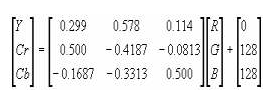 Y 0.299 0.578 0.114 R 0
Cr = 0.500 -0.4187 -0.0813 G + 128
Cb -0.1687 -0.3313 0.500 B 128